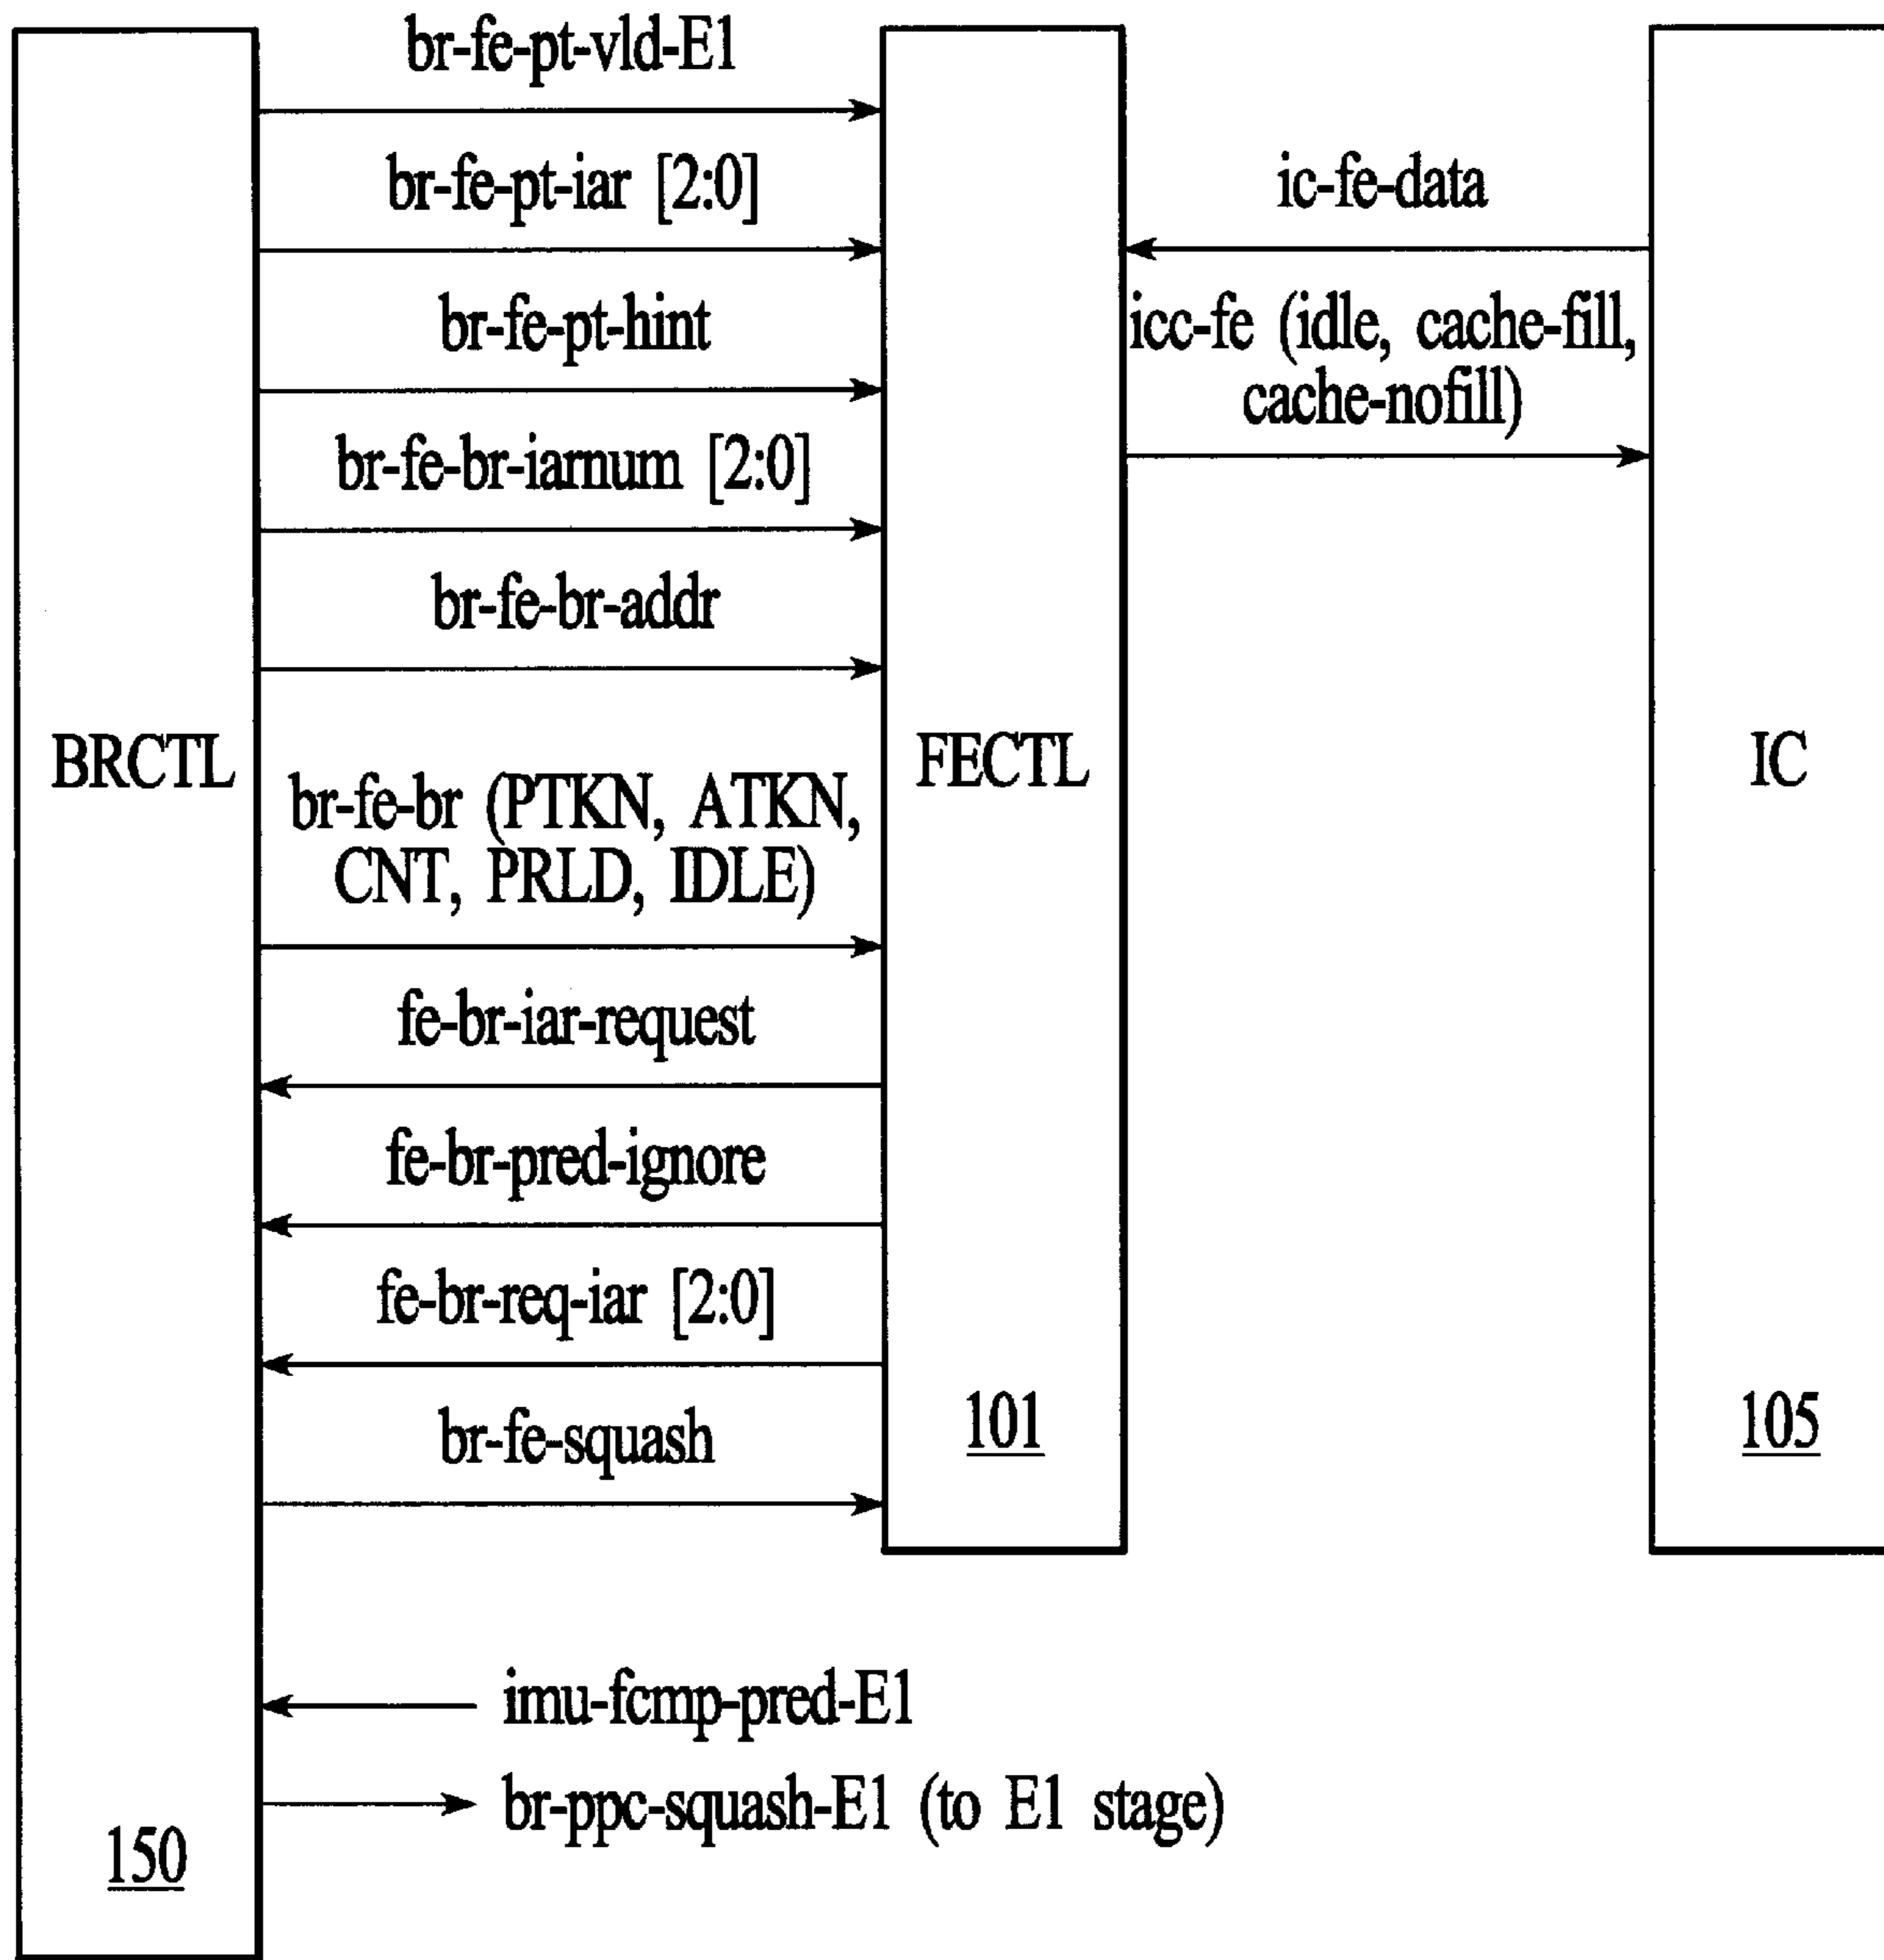 br-fe-pt-vld-E1
br-fe-pt-iar [2:0]
br-fe-pt-hint
br-fe-br-iarnum [2:0]
br-fe-br-addr
BRCTL
br-fe-br (PTKN, ATKN,
CNT, PRLD, IDLE)
fe-br-iar-request
fe-br-pred-ignore
fe-br-req-iar [2:0]
br-fe-squash
FECTL
101
ic-fe-data
icc-fe (idle, cache-fill,
cache-nofill)
IC
105
imu-fcmp-pred-E1
br-ppc-squash-E1 (to E1 stage)
150